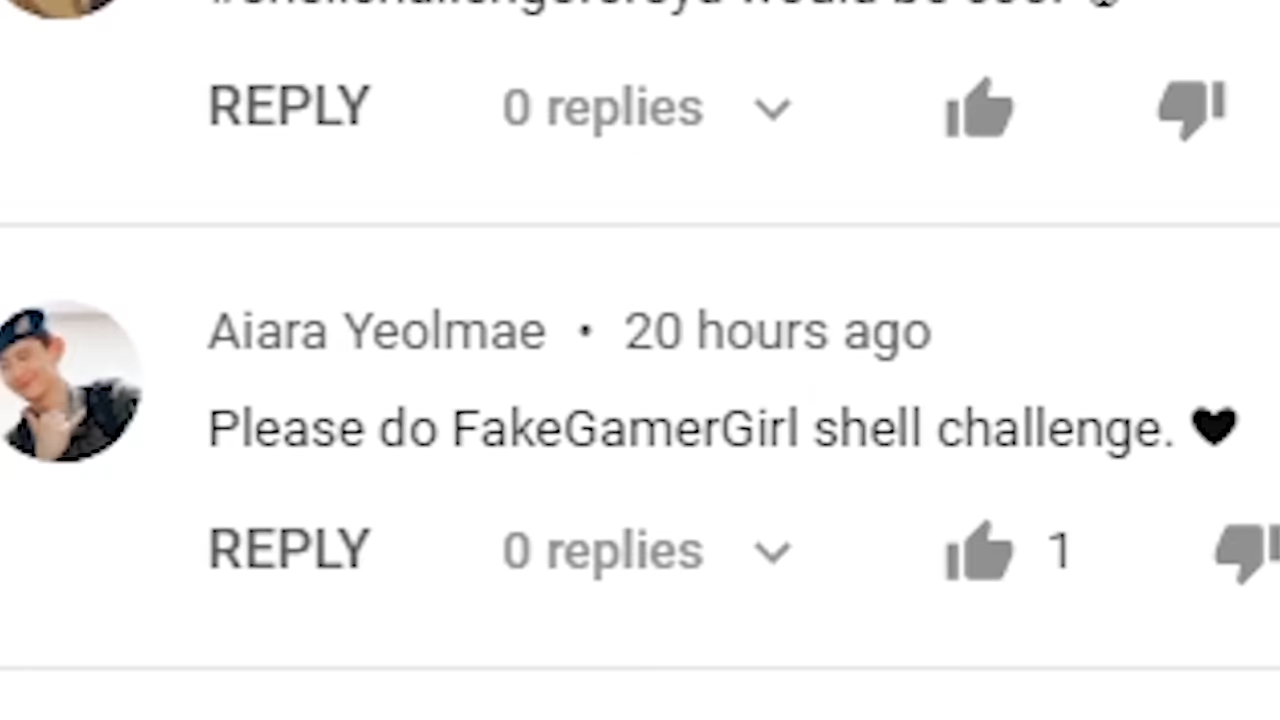 REPLY 0 replies
Aiara Yeolmae • 20 hours ago
Please do FakeGamerGirl shell challenge. 🖤
REPLY 0 replies 1